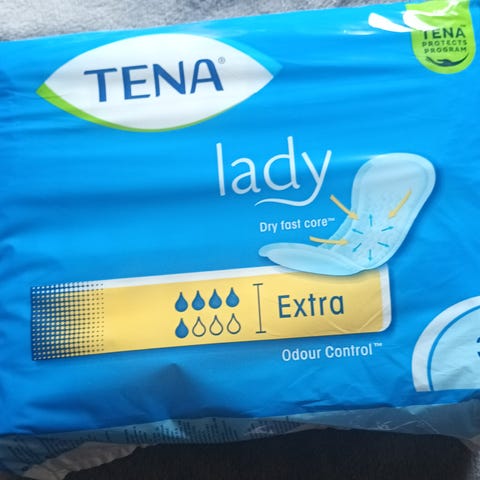 TENA®
TENA
PROTECTS
PROGRAM
lady
Dry fast core™
Extra
Odour Control™